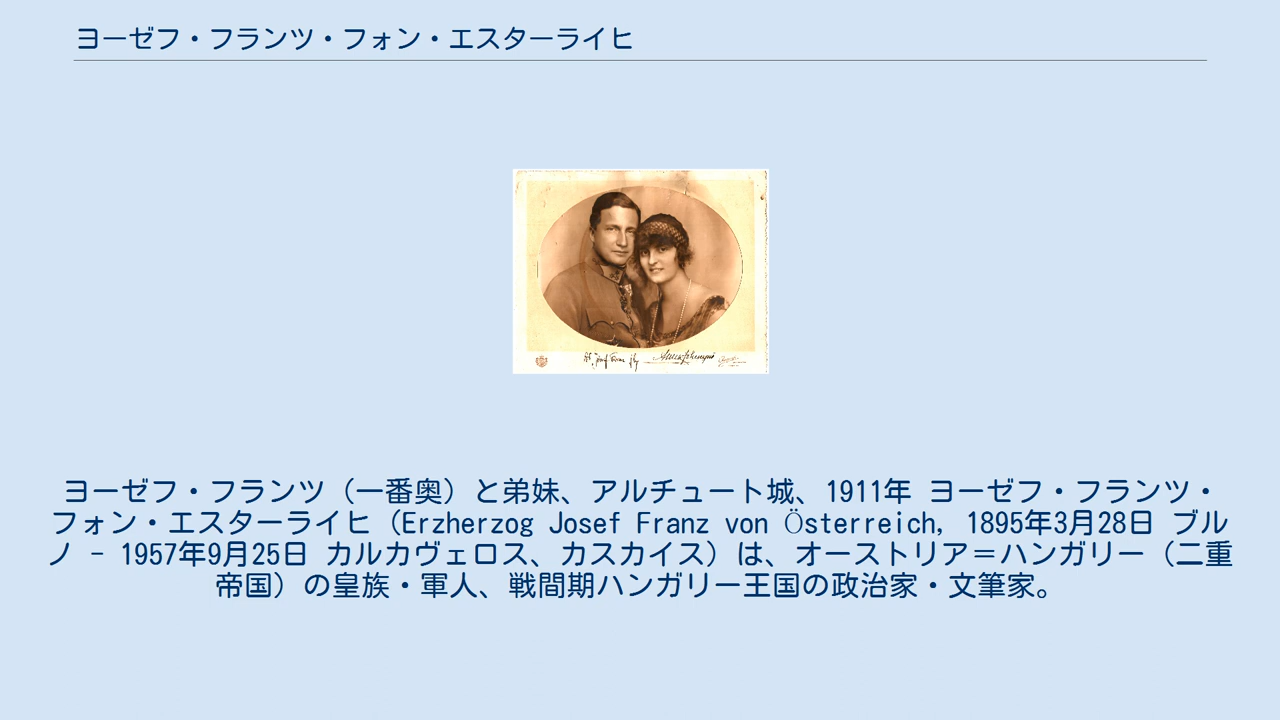 ヨーゼフ・フランツ・フォン・エスターライヒ
ヨーゼフ・フランツ（一番奥）と弟妹、アルチュート城、1911年 ヨーゼフ・フランツ・
フォン・エスターライヒ（Erzherzog Josef Franz von Österreich, 1895年3月28日 ブル
ノ - 1957年9月25日 カルカヴェロス、カスカイス）は、オーストリア＝ハンガリー（二重
帝国）の皇族・軍人、戦間期ハンガリー王国の政治家・文筆家。